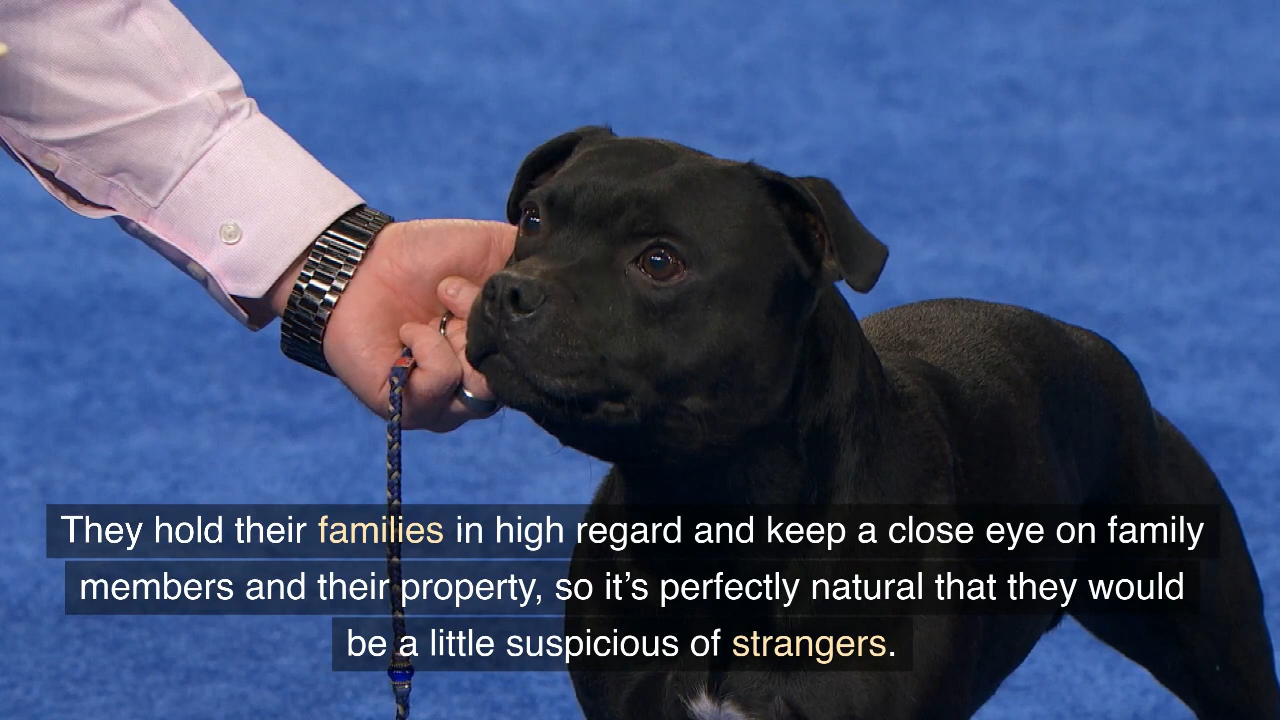 They hold their families in high regard and keep a close eye on family
members and their property, so it’s perfectly natural that they would
be a little suspicious of strangers.